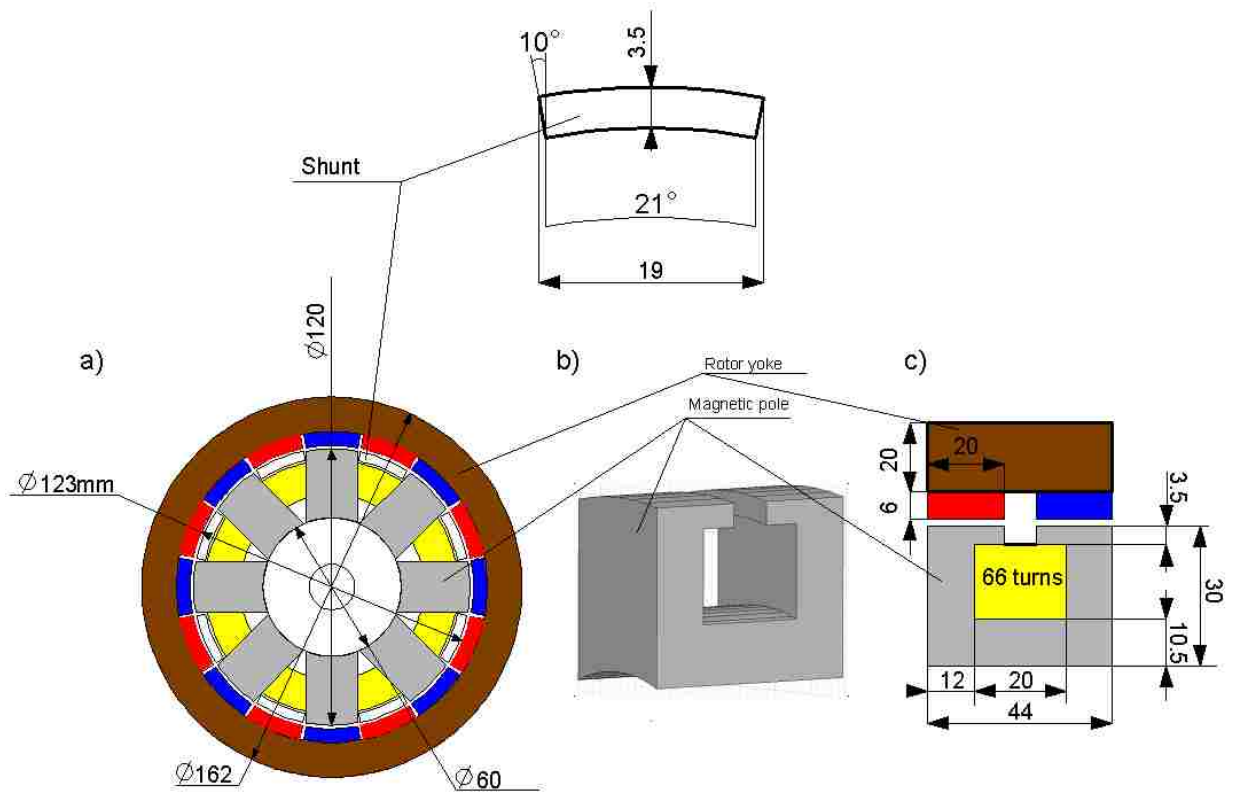 10°
3.5
Shunt
21°
19
Ø120
a)
b)
Rotor yoke
c)
Magnetic pole
Ø123mm
20
20
6
3.5
66 turns
30
10.5
12
20
44
Ø162
Ø60